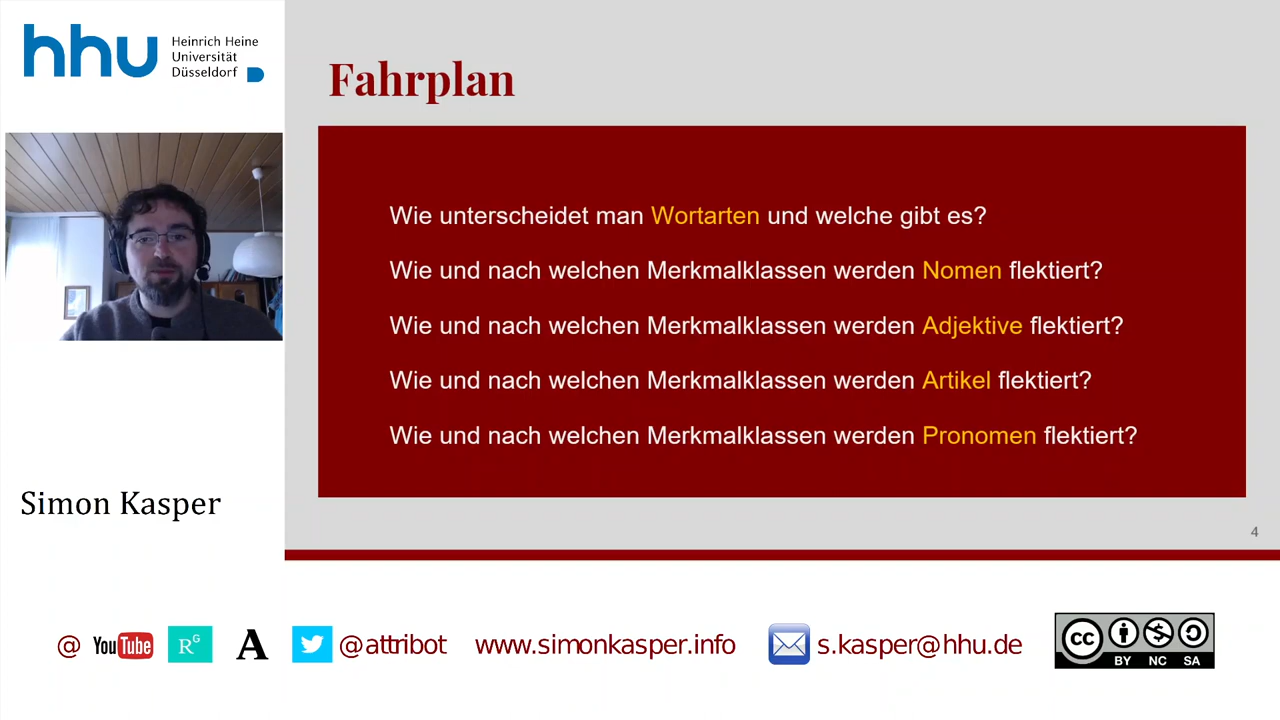 hhu
Heinrich Heine
Universität
Düsseldorf
Fahrplan
Wie unterscheidet man Wortarten und welche gibt es?
Wie und nach welchen Merkmalklassen werden Nomen flektiert?
Wie und nach welchen Merkmalklassen werden Adjektive flektiert?
Wie und nach welchen Merkmalklassen werden Artikel flektiert?
Wie und nach welchen Merkmalklassen werden Pronomen flektiert?
Simon Kasper
4
@ YouTube RG A @attribot www.simonkasper.info s.kasper@hhu.de
cc BY NC SA